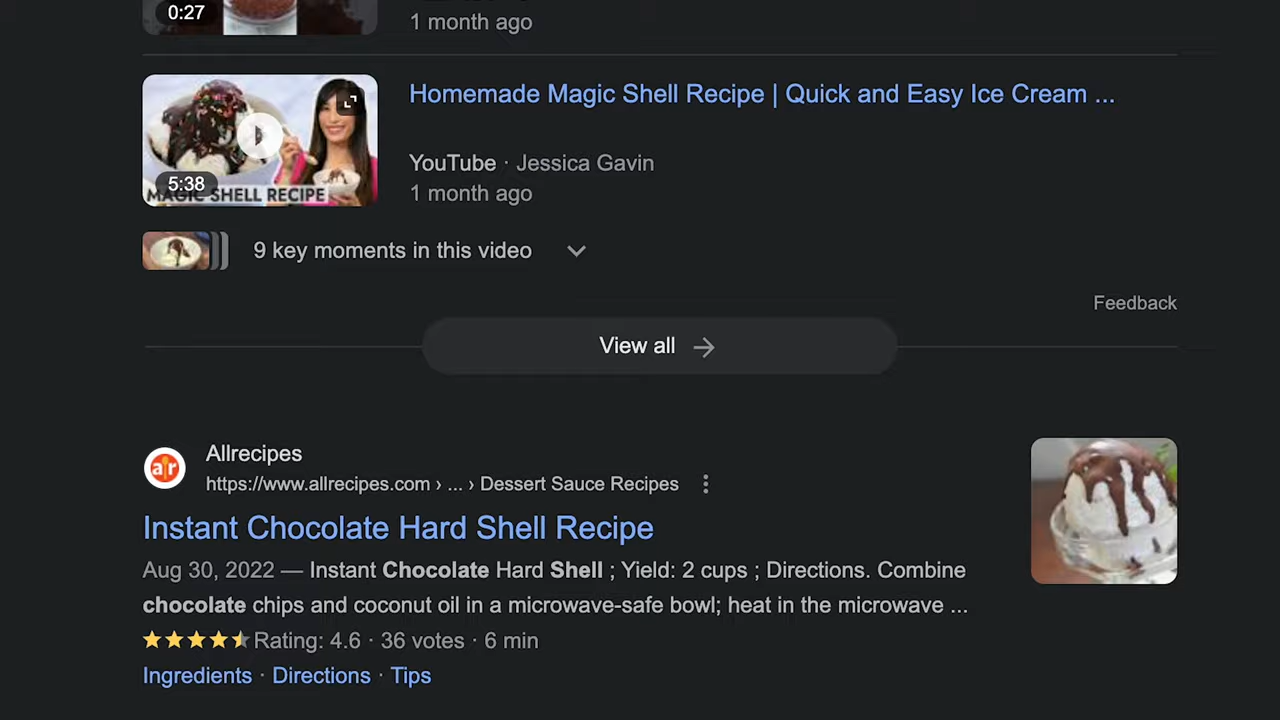 0:27
1 month ago
Homemade Magic Shell Recipe | Quick and Easy Ice Cream ...
YouTube · Jessica Gavin
1 month ago
5:38
MAGIC SHELL RECIPE
9 key moments in this video
Feedback
View all →
Allrecipes
https://www.allrecipes.com › ... › Dessert Sauce Recipes
ar
Instant Chocolate Hard Shell Recipe
Aug 30, 2022 — Instant Chocolate Hard Shell ; Yield: 2 cups ; Directions. Combine
chocolate chips and coconut oil in a microwave-safe bowl; heat in the microwave ...
Rating: 4.6 · 36 votes · 6 min
Ingredients · Directions · Tips